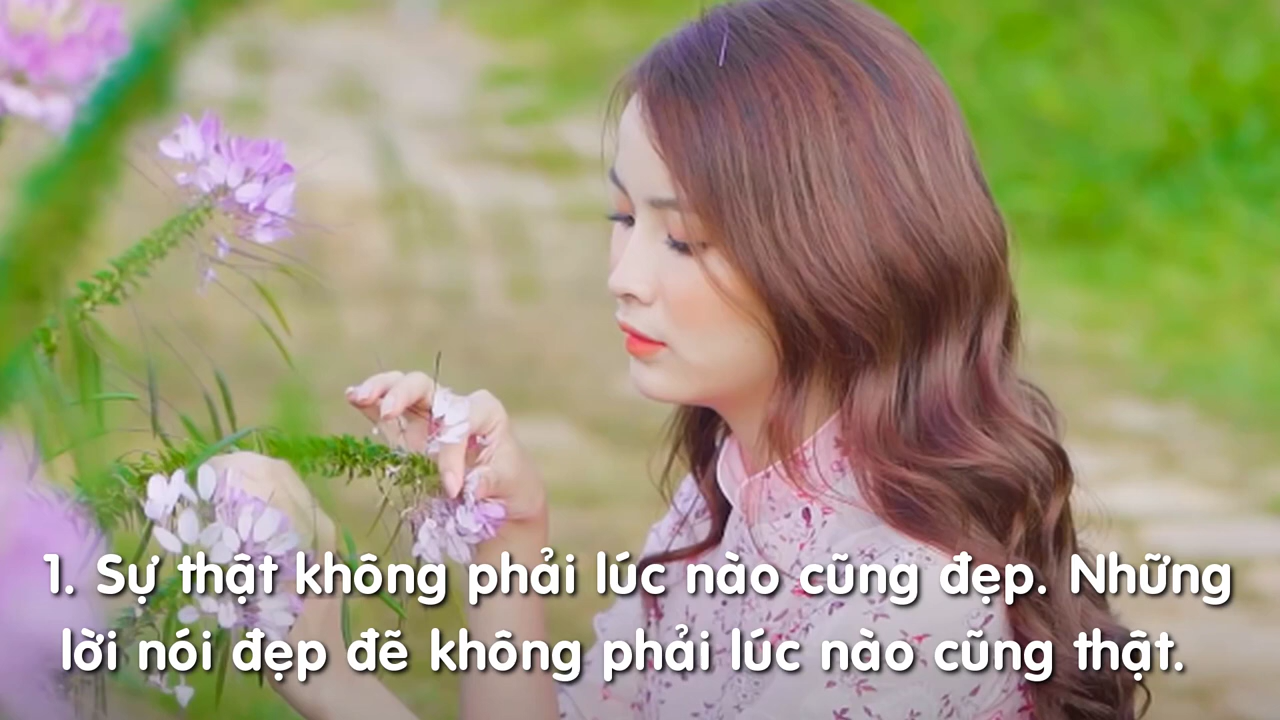 1. Sự thật không phải lúc nào cũng đẹp. Những
lời nói đẹp đẽ không phải lúc nào cũng thật.